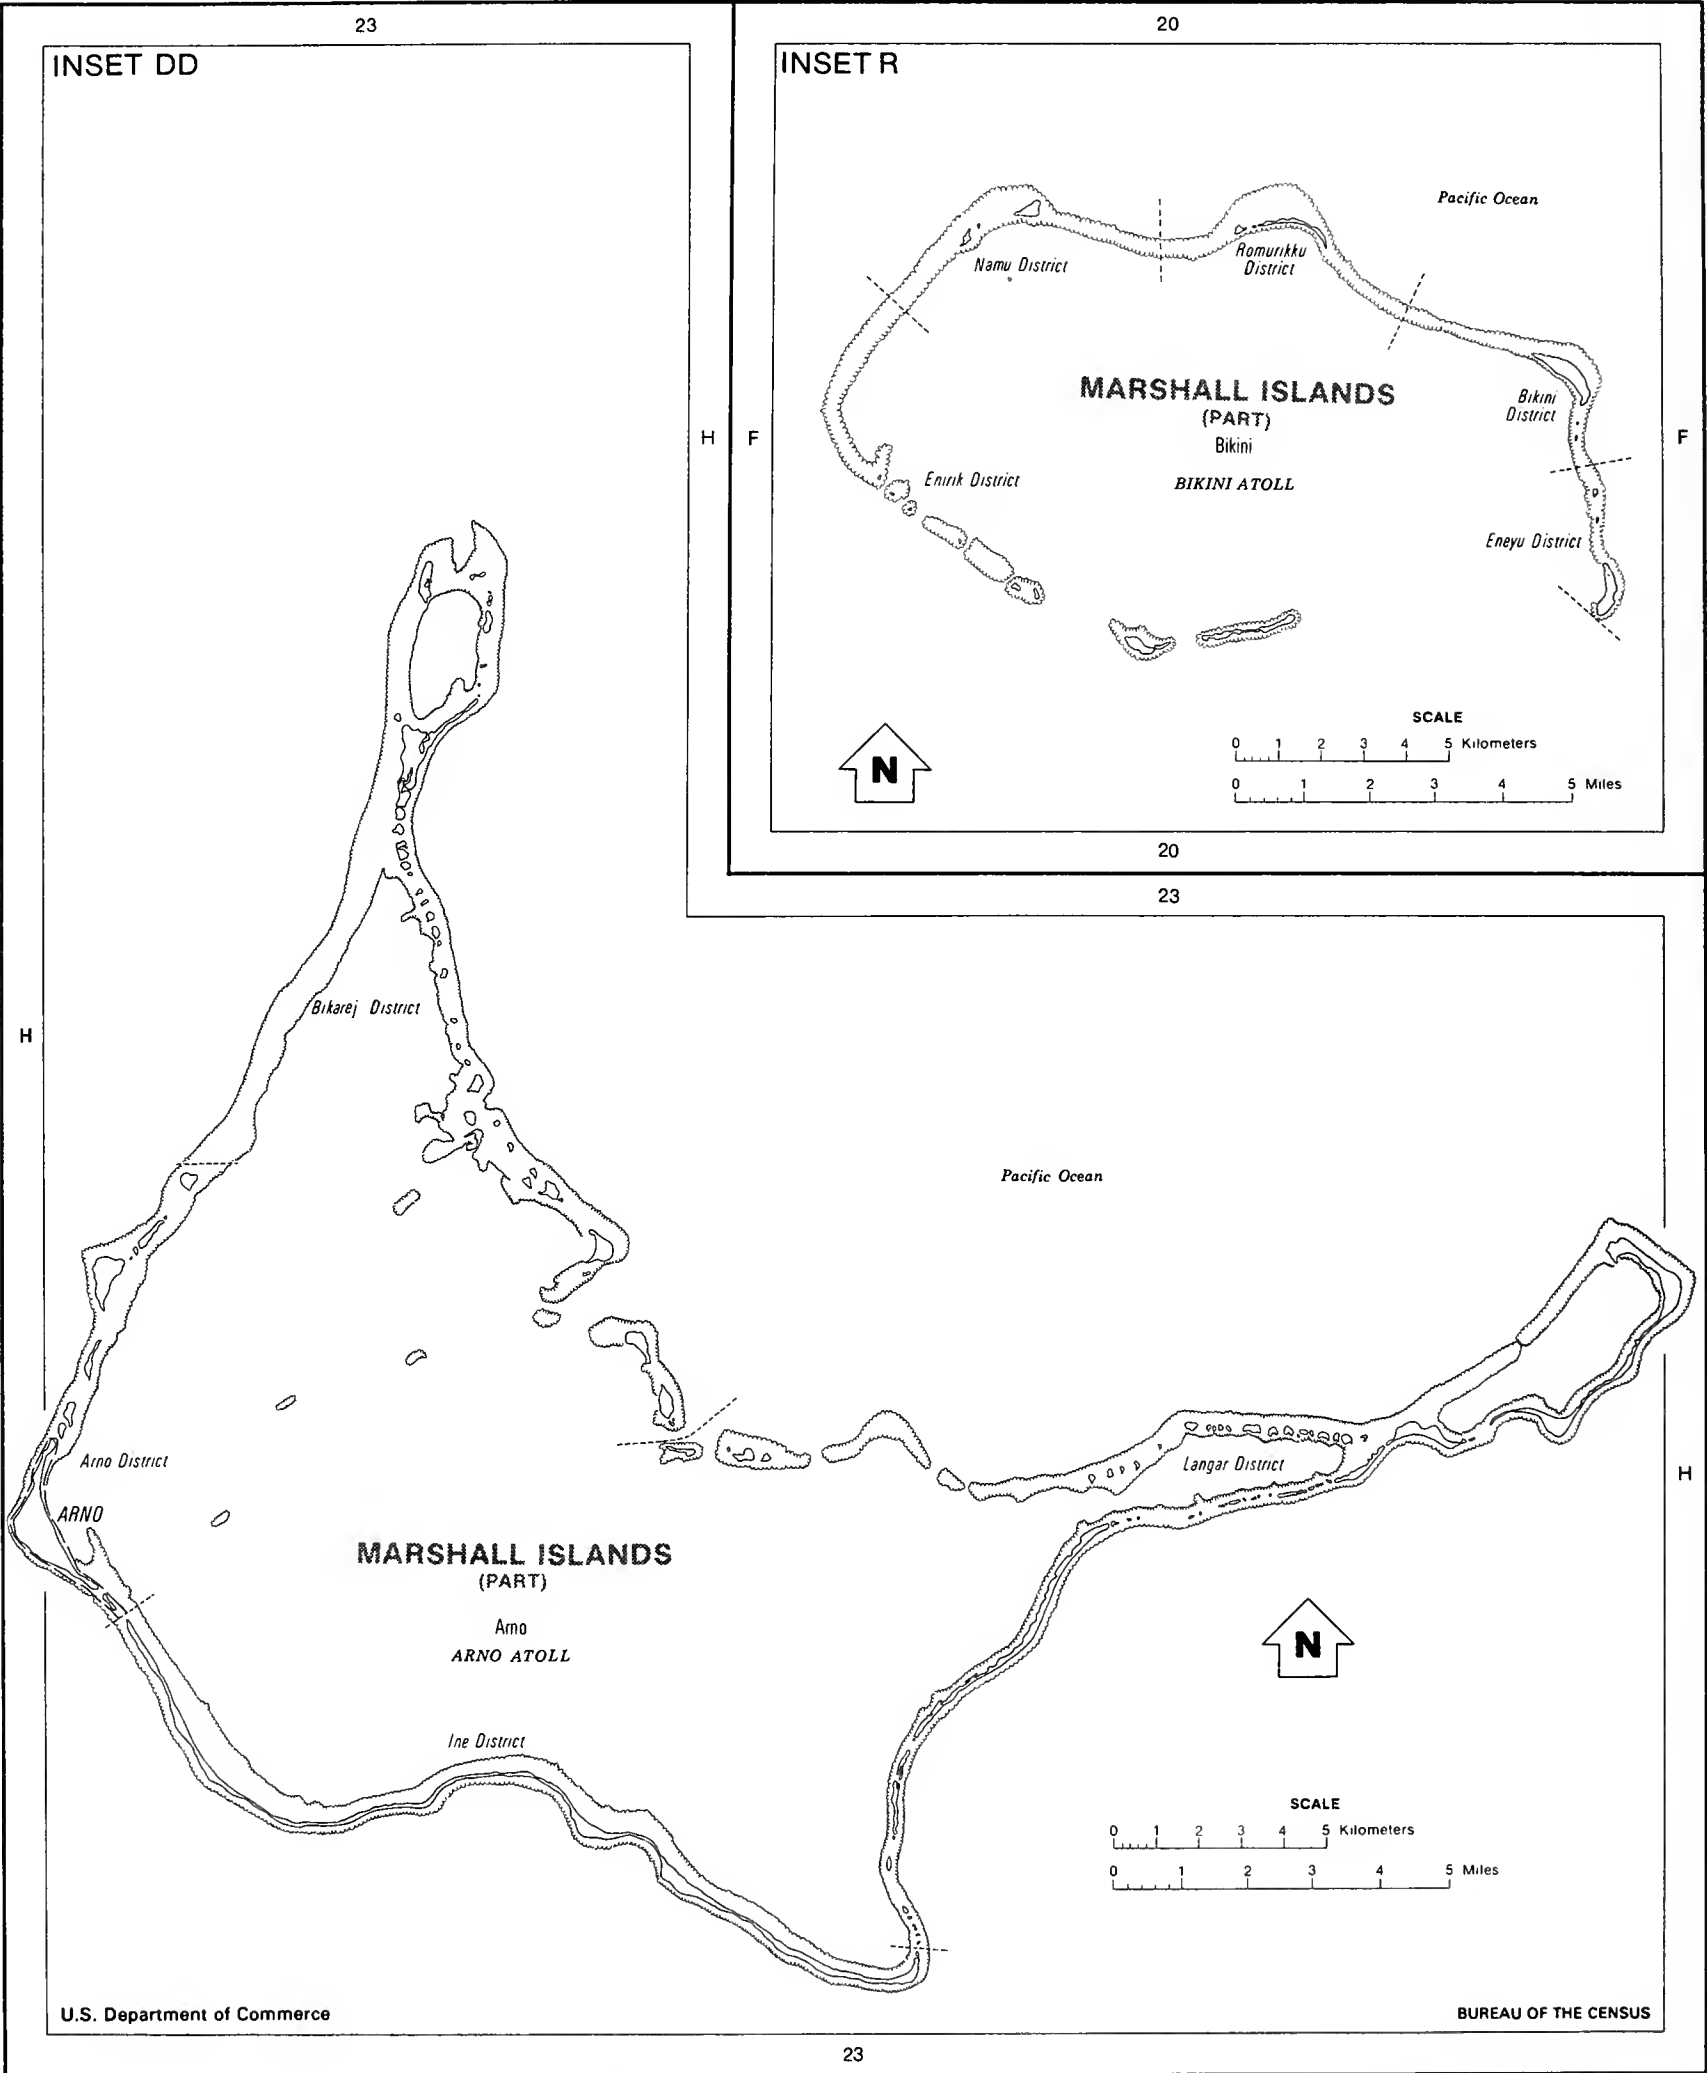 23
INSET DD
H
H
Bikarej District
Arno District
ARNO
MARSHALL ISLANDS
(PART)
Arno
ARNO ATOLL
Ine District
Pacific Ocean
Langar District
N
SCALE
0 1 2 3 4 5 Kilometers
0 1 2 3 4 5 Miles
23
H
U.S. Department of Commerce
BUREAU OF THE CENSUS
23
20
INSET R
Pacific Ocean
Namu District
Romurikku
District
MARSHALL ISLANDS
(PART)
Bikini
BIKINI ATOLL
Bikini
District
F
F
Enirik District
Eneyu District
N
SCALE
0 1 2 3 4 5 Kilometers
0 1 2 3 4 5 Miles
20